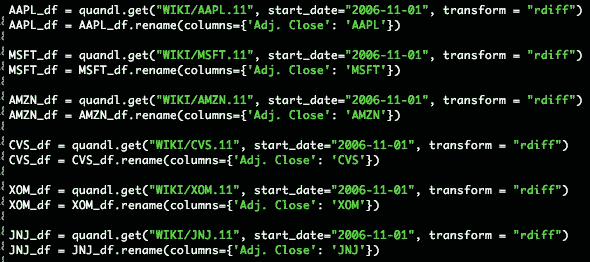 AAPL_df = quandl.get("WIKI/AAPL.11", start_date="2006-11-01", transform = "rdiff")
AAPL_df = AAPL_df.rename(columns={'Adj. Close': 'AAPL'})
MSFT_df = quandl.get("WIKI/MSFT.11", start_date="2006-11-01", transform = "rdiff")
MSFT_df = MSFT_df.rename(columns={'Adj. Close': 'MSFT'})
AMZN_df = quandl.get("WIKI/AMZN.11", start_date="2006-11-01", transform = "rdiff")
AMZN_df = AMZN_df.rename(columns={'Adj. Close': 'AMZN'})
CVS_df = quandl.get("WIKI/CVS.11", start_date="2006-11-01", transform = "rdiff")
CVS_df = CVS_df.rename(columns={'Adj. Close': 'CVS'})
XOM_df = quandl.get("WIKI/XOM.11", start_date="2006-11-01", transform = "rdiff")
XOM_df = XOM_df.rename(columns={'Adj. Close': 'XOM'})
JNJ_df = quandl.get("WIKI/JNJ.11", start_date="2006-11-01", transform = "rdiff")
JNJ_df = JNJ_df.rename(columns={'Adj. Close': 'JNJ'})